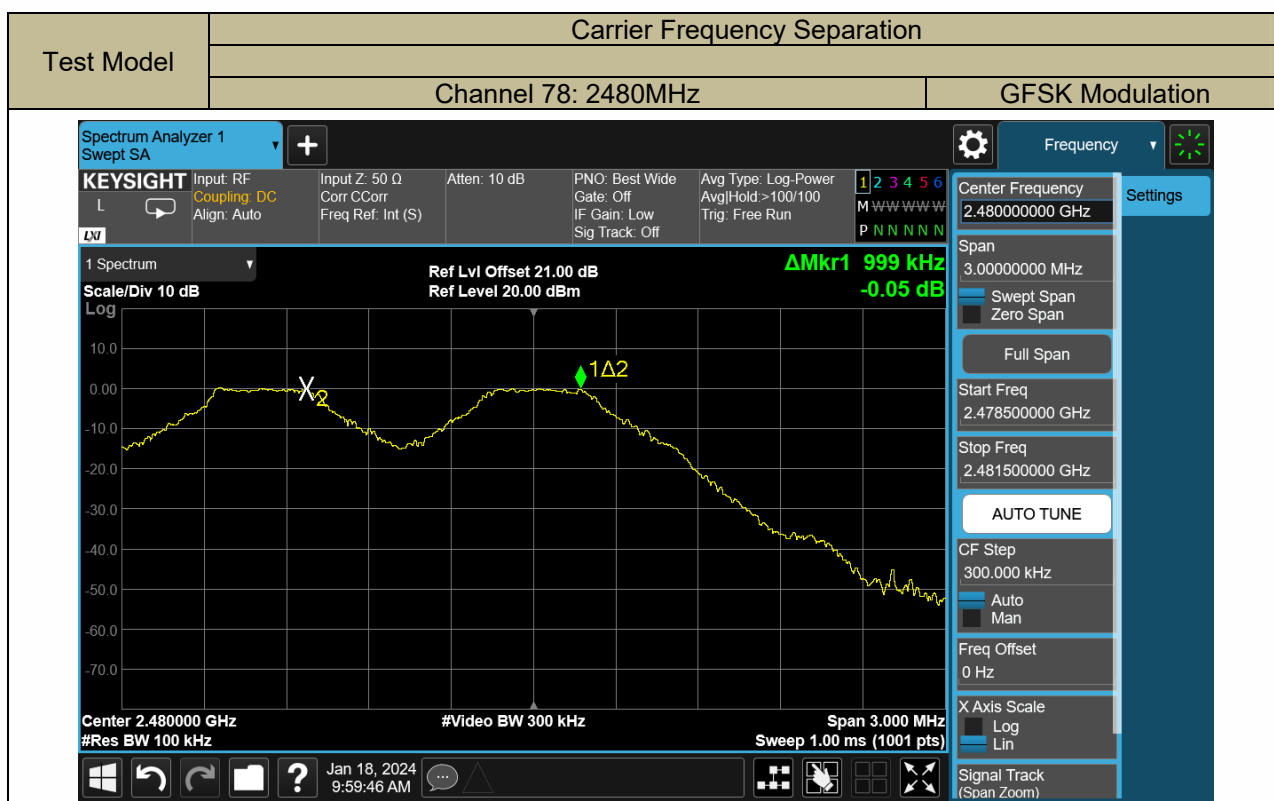 Test Model
Carrier Frequency Separation
Channel 78: 2480MHz
GFSK Modulation
Spectrum Analyzer 1
Swept SA
+
Frequency
KEYSIGHT
L
LXI
Input: RF
Coupling: DC
Align: Auto
Input Z: 50 Ω
Corr CCorr
Freq Ref: Int (S)
Atten: 10 dB
PNO: Best Wide
Gate: Off
IF Gain: Low
Sig Track: Off
Avg Type: Log-Power
Avg|Hold:>100/100
Trig: Free Run
1 2 3 4 5 6
M W W W W W
P N N N N N
1 Spectrum
Scale/Div 10 dB
Log
Ref Lvl Offset 21.00 dB
Ref Level 20.00 dBm
ΔMkr1 999 kHz
-0.05 dB
10.0
0.00
-10.0
-20.0
-30.0
-40.0
-50.0
-60.0
-70.0
X
2
1Δ2
Center 2.480000 GHz
#Res BW 100 kHz
#Video BW 300 kHz
Span 3.000 MHz
Sweep 1.00 ms (1001 pts)
Center Frequency
2.480000000 GHz
Span
3.00000000 MHz
Swept Span
Zero Span
Full Span
Start Freq
2.478500000 GHz
Stop Freq
2.481500000 GHz
AUTO TUNE
CF Step
300.000 kHz
Auto
Man
Freq Offset
0 Hz
X Axis Scale
Log
Lin
Signal Track
(Span Zoom)
Settings
?
Jan 18, 2024
9:59:46 AM